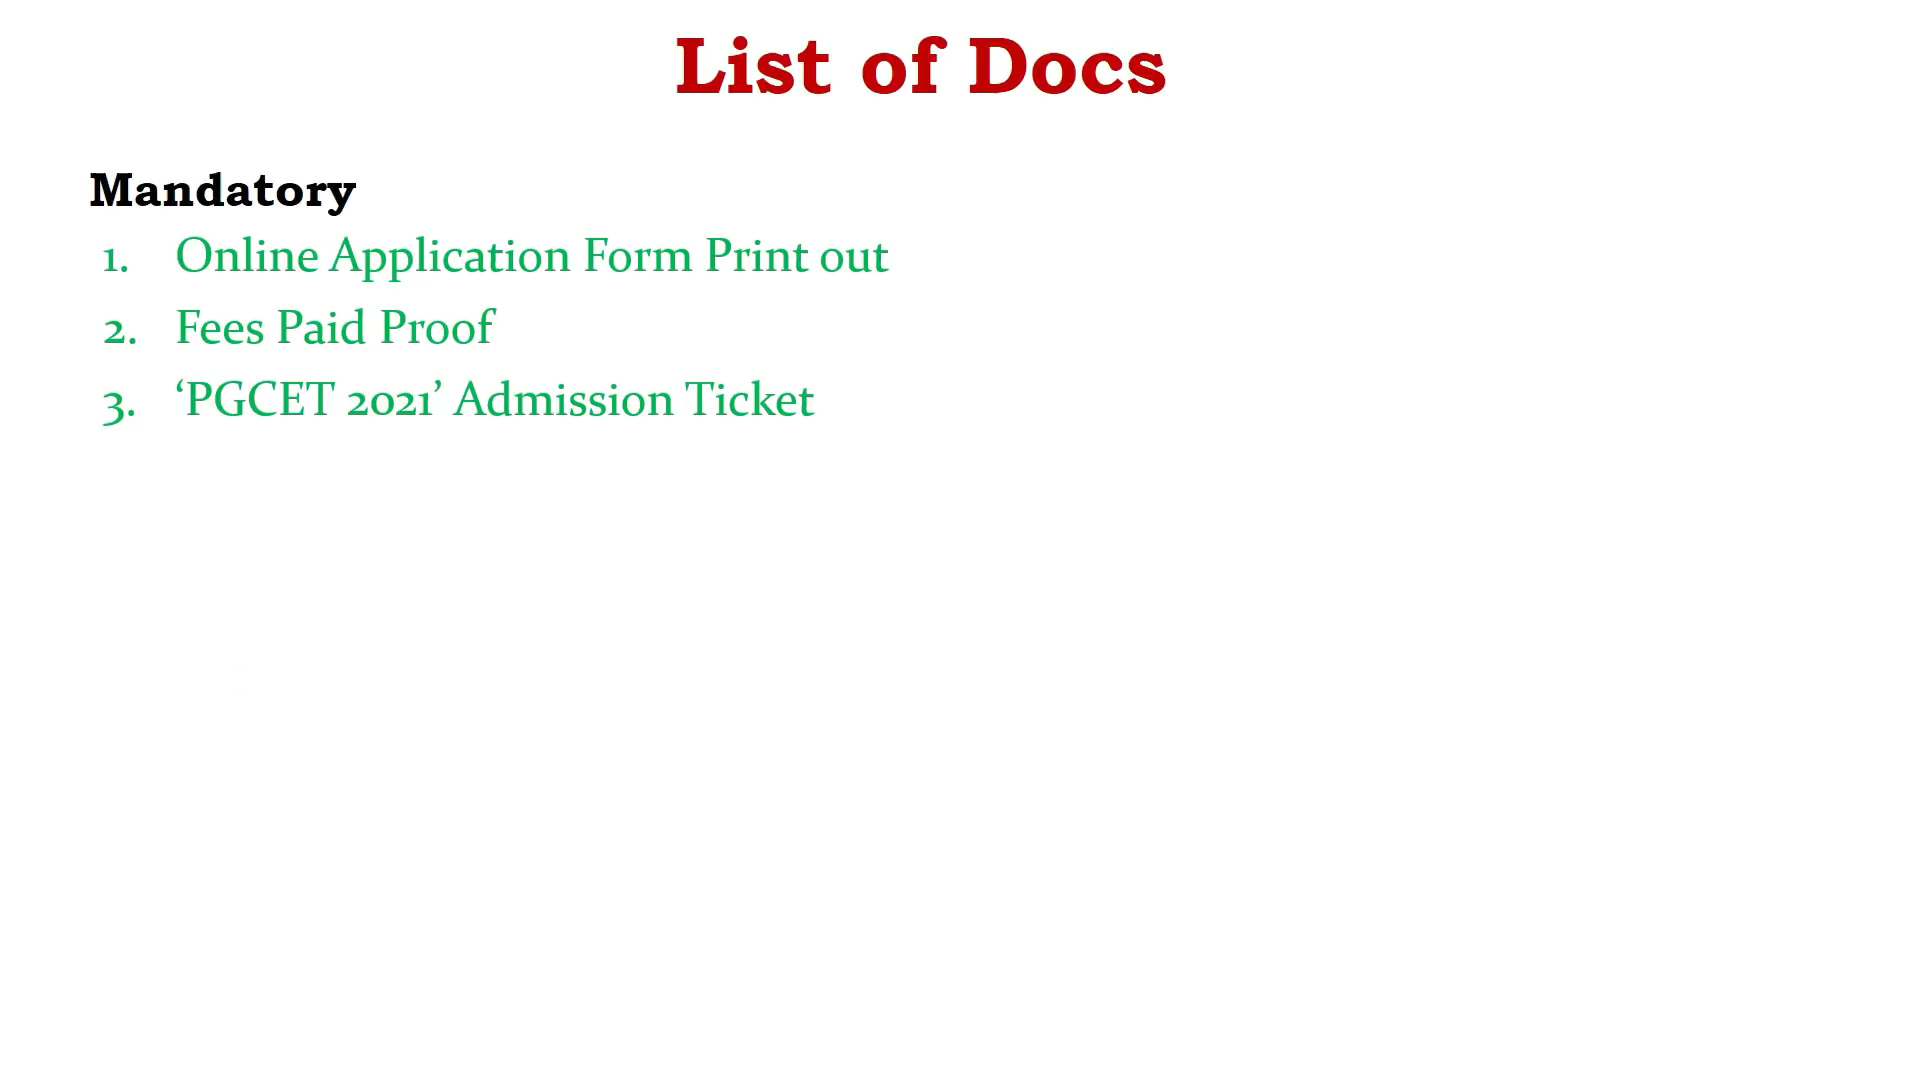 List of Docs
Mandatory
1. Online Application Form Print out
2. Fees Paid Proof
3. ‘PGCET 2021’ Admission Ticket